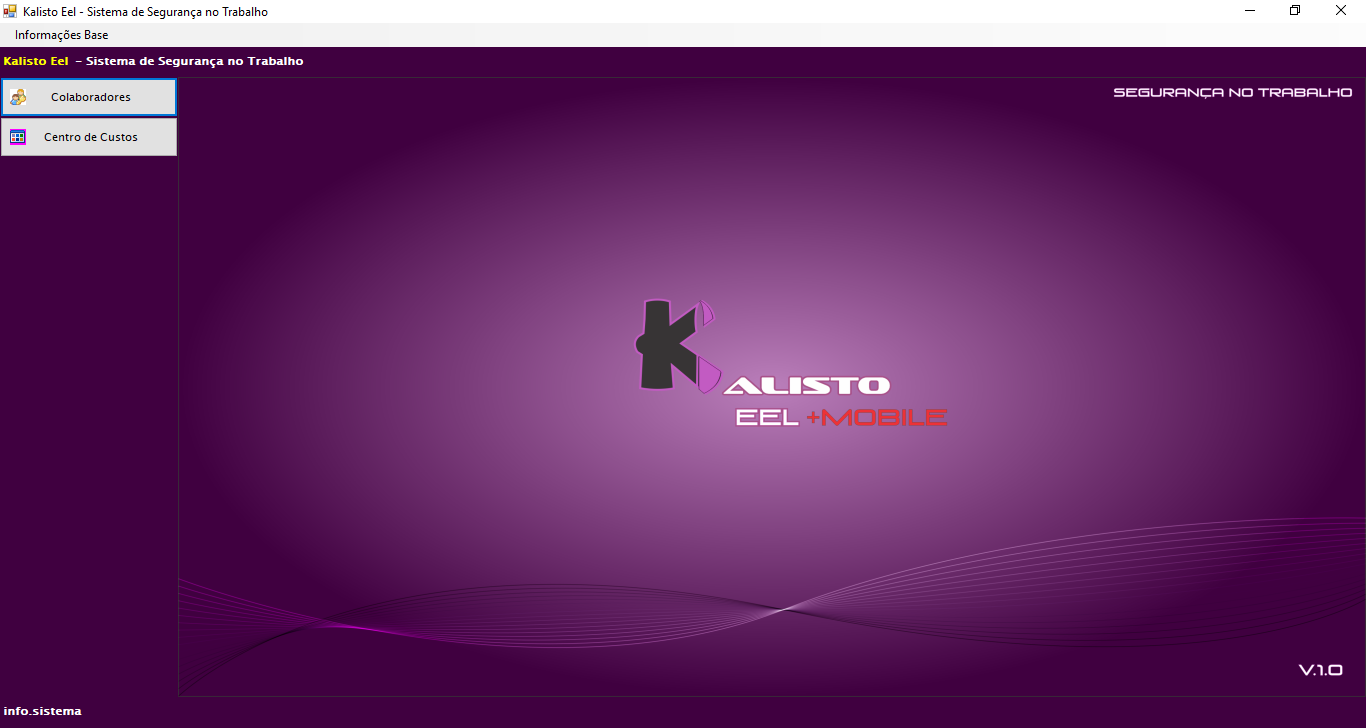 Kalisto Eel - Sistema de Segurança no Trabalho
Informações Base
Kalisto Eel - Sistema de Segurança no Trabalho
Colaboradores
SEGURANÇA NO TRABALHO
Centro de Custos
KALISTO
EEL +MOBILE
V.1.0
info.sistema